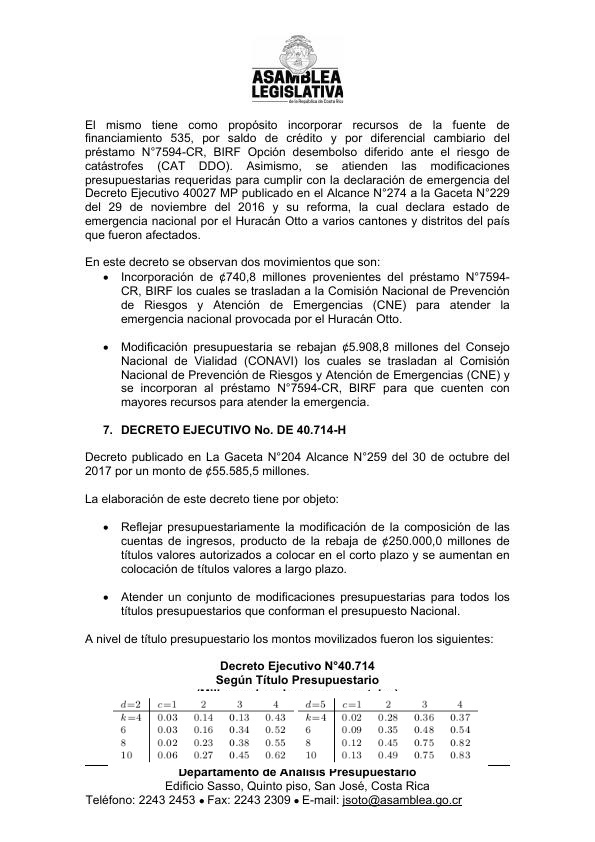 ASAMBLEA
LEGISLATIVA
de la República de Costa Rica
El mismo tiene como propósito incorporar recursos de la fuente de
financiamiento 535, por saldo de crédito y por diferencial cambiario del
préstamo N°7594-CR, BIRF Opción desembolso diferido ante el riesgo de
catástrofes (CAT DDO). Asimismo, se atienden las modificaciones
presupuestarias requeridas para cumplir con la declaración de emergencia del
Decreto Ejecutivo 40027 MP publicado en el Alcance N°274 a la Gaceta N°229
del 29 de noviembre del 2016 y su reforma, la cual declara estado de
emergencia nacional por el Huracán Otto a varios cantones y distritos del país
que fueron afectados.
En este decreto se observan dos movimientos que son:
• Incorporación de ¢740,8 millones provenientes del préstamo N°7594-
CR, BIRF los cuales se trasladan a la Comisión Nacional de Prevención
de Riesgos y Atención de Emergencias (CNE) para atender la
emergencia nacional provocada por el Huracán Otto.
• Modificación presupuestaria se rebajan ¢5.908,8 millones del Consejo
Nacional de Vialidad (CONAVI) los cuales se trasladan al Comisión
Nacional de Prevención de Riesgos y Atención de Emergencias (CNE) y
se incorporan al préstamo N°7594-CR, BIRF para que cuenten con
mayores recursos para atender la emergencia.
7. DECRETO EJECUTIVO No. DE 40.714-H
Decreto publicado en La Gaceta N°204 Alcance N°259 del 30 de octubre del
2017 por un monto de ¢55.585,5 millones.
La elaboración de este decreto tiene por objeto:
• Reflejar presupuestariamente la modificación de la composición de las
cuentas de ingresos, producto de la rebaja de ¢250.000,0 millones de
títulos valores autorizados a colocar en el corto plazo y se aumentan en
colocación de títulos valores a largo plazo.
• Atender un conjunto de modificaciones presupuestarias para todos los
títulos presupuestarios que conforman el presupuesto Nacional.
A nivel de título presupuestario los montos movilizados fueron los siguientes:
Decreto Ejecutivo N°40.714
Según Título Presupuestario
d=2 c=1 2 3 4 d=5 c=1 2 3 4
k=4 0.03 0.14 0.13 0.43 k=4 0.02 0.28 0.36 0.37
6 0.03 0.16 0.34 0.52 6 0.09 0.35 0.48 0.54
8 0.02 0.23 0.38 0.55 8 0.12 0.45 0.75 0.82
10 0.06 0.27 0.45 0.62 10 0.13 0.49 0.75 0.83
Departamento de Análisis Presupuestario
Edificio Sasso, Quinto piso, San José, Costa Rica
Teléfono: 2243 2453 • Fax: 2243 2309 • E-mail: jsoto@asamblea.go.cr